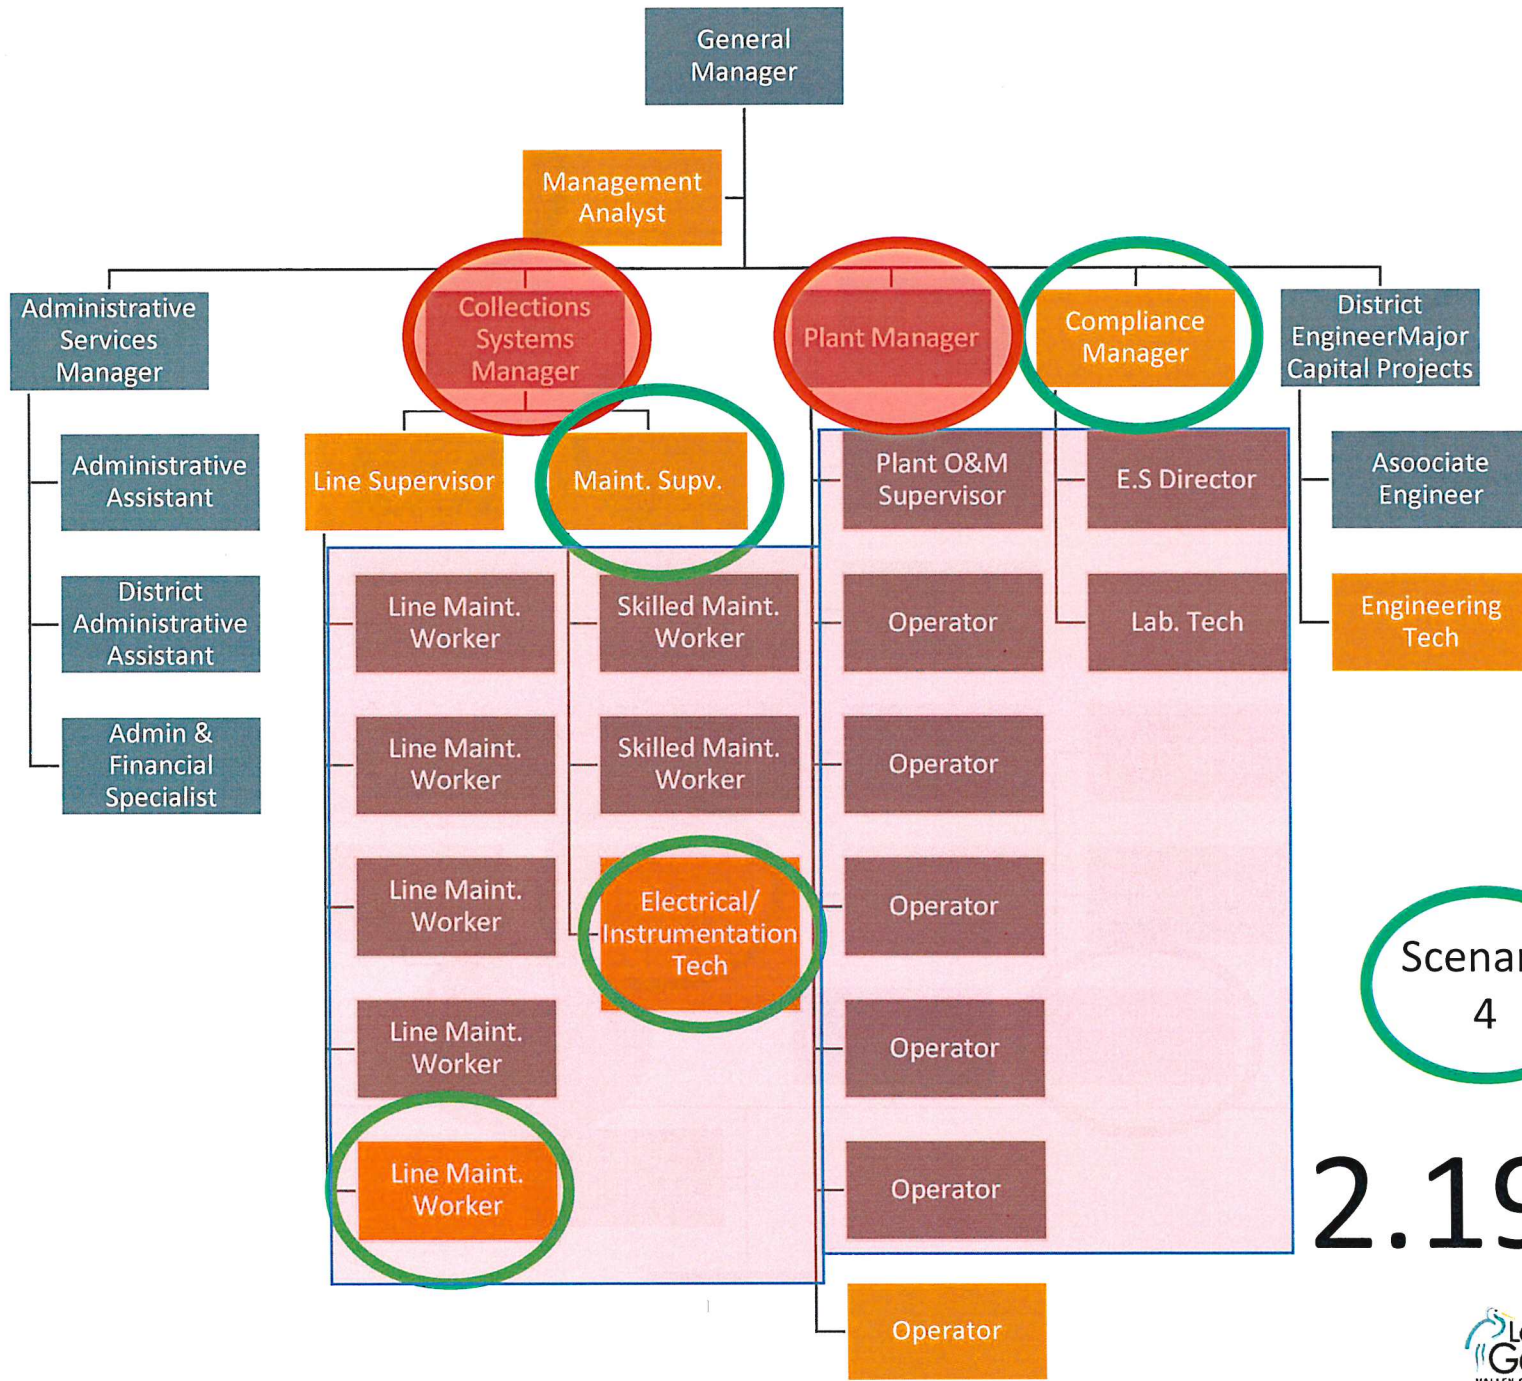 General
Manager
Management
Analyst
Administrative
Services
Manager
Collections
Systems
Manager
Plant Manager
Compliance
Manager
District
EngineerMajor
Capital Projects
Administrative
Assistant
District
Administrative
Assistant
Admin &
Financial
Specialist
Line Supervisor
Maint. Supv.
Line Maint.
Worker
Line Maint.
Worker
Line Maint.
Worker
Line Maint.
Worker
Line Maint.
Worker
Skilled Maint.
Worker
Skilled Maint.
Worker
Electrical/
Instrumentation
Tech
Plant O&M
Supervisor
Operator
Operator
Operator
Operator
Operator
Operator
E.S Director
Lab. Tech
Asoociate
Engineer
Engineering
Tech
4
2.19